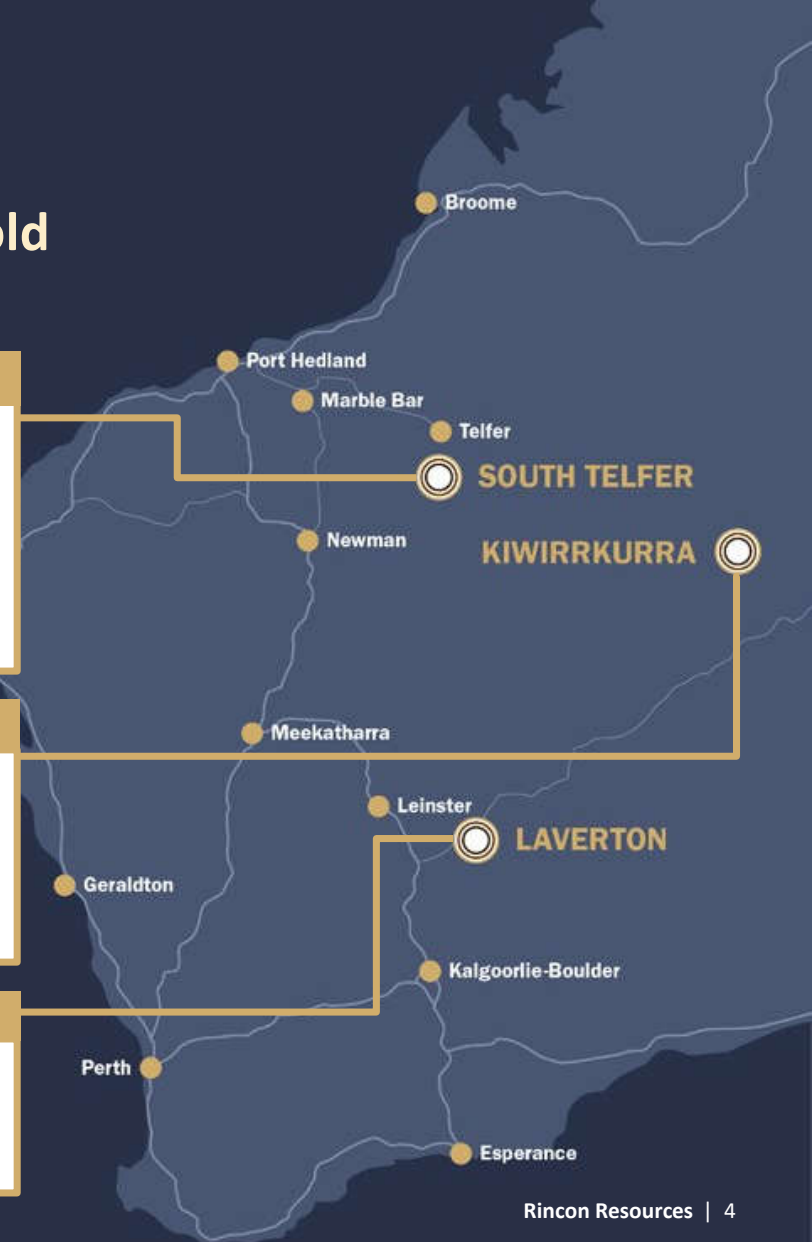 Broome
old
Port Hedland
Marble Bar
Telfer
SOUTH TELFER
Newman
KIWIRRKURRA
Meekatharra
Leinster
LAVERTON
Geraldton
Kalgoorlie-Boulder
Perth
Esperance
Rincon Resources | 4